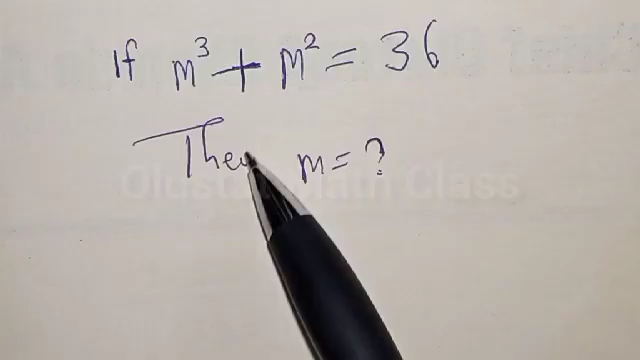 If m³ + m² = 36
Then m = ?